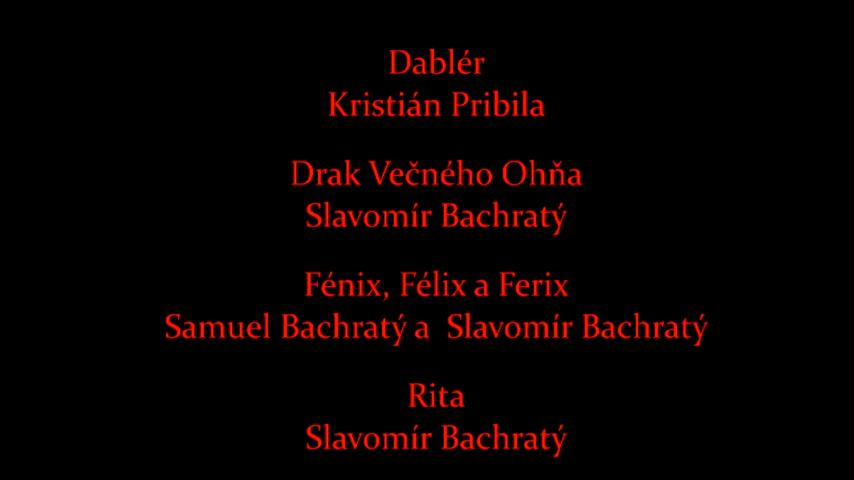 Dablér
Kristián Pribila
Drak Večného Ohňa
Slavomír Bachratý
Fénix, Félix a Ferix
Samuel Bachratý a  Slavomír Bachratý
Rita
Slavomír Bachratý